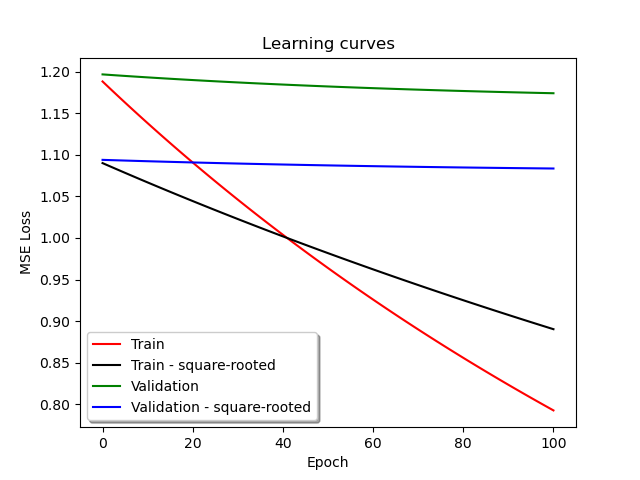 Learning curves
MSE Loss
1.20
1.15
1.10
1.05
1.00
0.95
0.90
0.85
0.80
Train
Train - square-rooted
Validation
Validation - square-rooted
0 20 40 60 80 100
Epoch